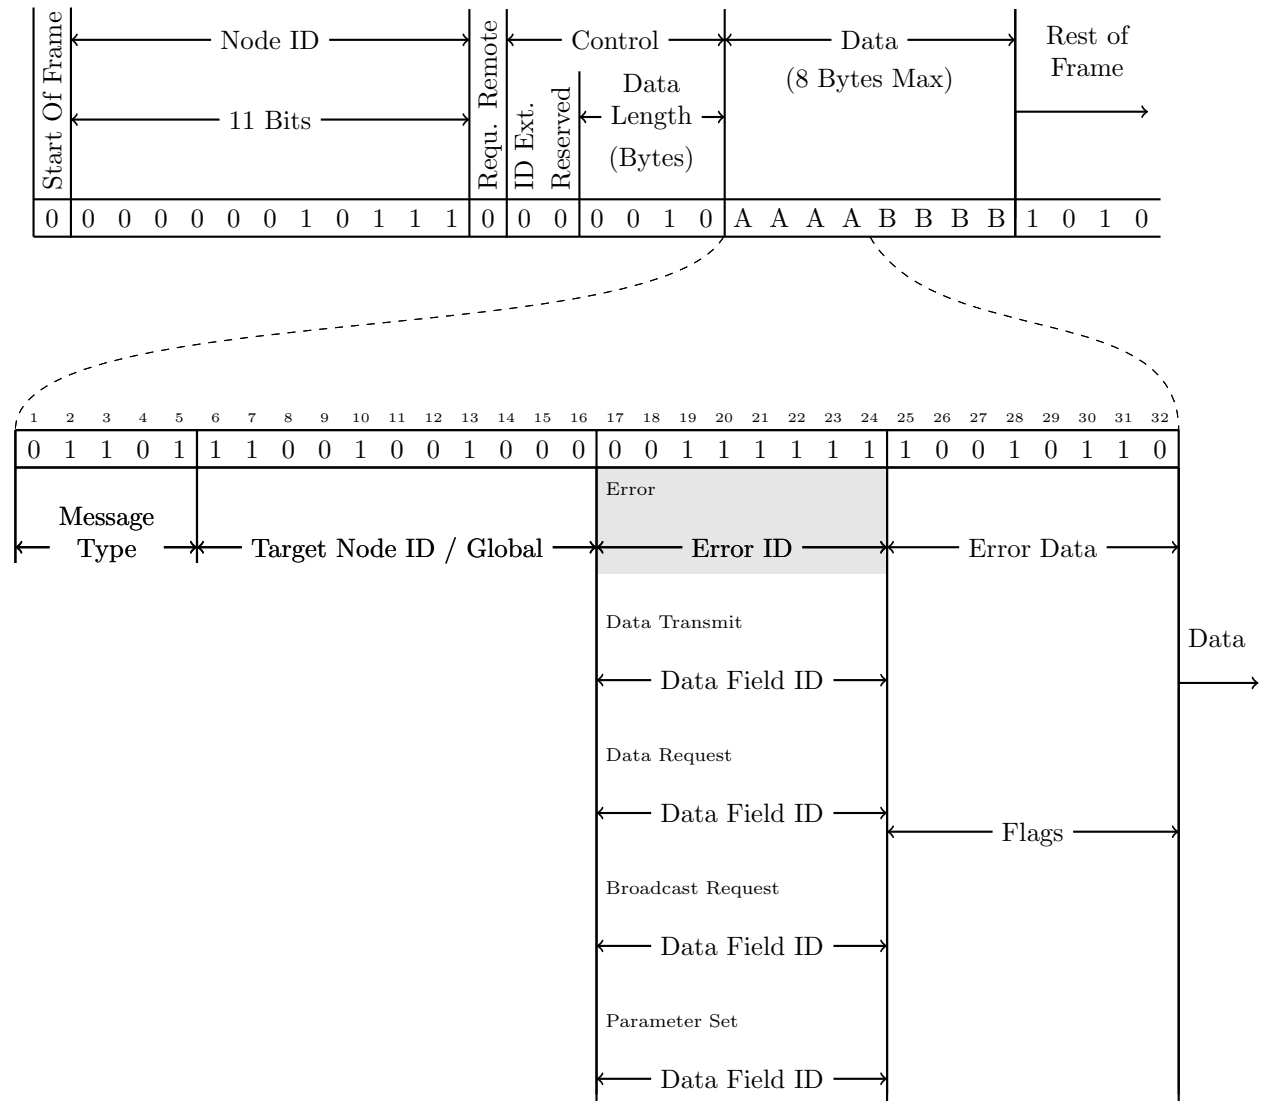 Start Of Frame
Node ID
11 Bits
Requ. Remote
Control
ID Ext.
Reserved
Data
Length
(Bytes)
Data
(8 Bytes Max)
Rest of
Frame
0 0 0 0 0 0 0 1 0 1 1 1 0 0 0 0 0 1 0 A A A A B B B B 1 0 1 0
1 2 3 4 5 6 7 8 9 10 11 12 13 14 15 16 17 18 19 20 21 22 23 24 25 26 27 28 29 30 31 32
0 1 1 0 1 1 1 0 0 1 0 0 1 0 0 0 0 0 1 1 1 1 1 1 1 0 0 1 0 1 1 0
Message
Type
Target Node ID / Global
Error
Error ID
Error Data
Data Transmit
Data Field ID
Data
Data Request
Data Field ID
Flags
Broadcast Request
Data Field ID
Parameter Set
Data Field ID